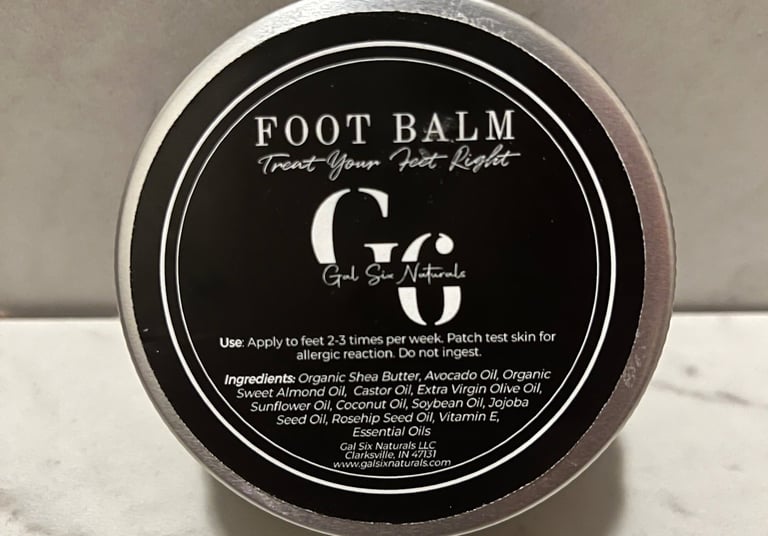 FOOT BALM
Treat Your Feet Right
G6
Gal Six Naturals
Use: Apply to feet 2-3 times per week. Patch test skin for
allergic reaction. Do not ingest.
Ingredients: Organic Shea Butter, Avocado Oil, Organic
Sweet Almond Oil, Castor Oil, Extra Virgin Olive Oil,
Sunflower Oil, Coconut Oil, Soybean Oil, Jojoba
Seed Oil, Rosehip Seed Oil, Vitamin E,
Essential Oils
Gal Six Naturals LLC
Clarksville, IN 47131
www.galsixnaturals.com